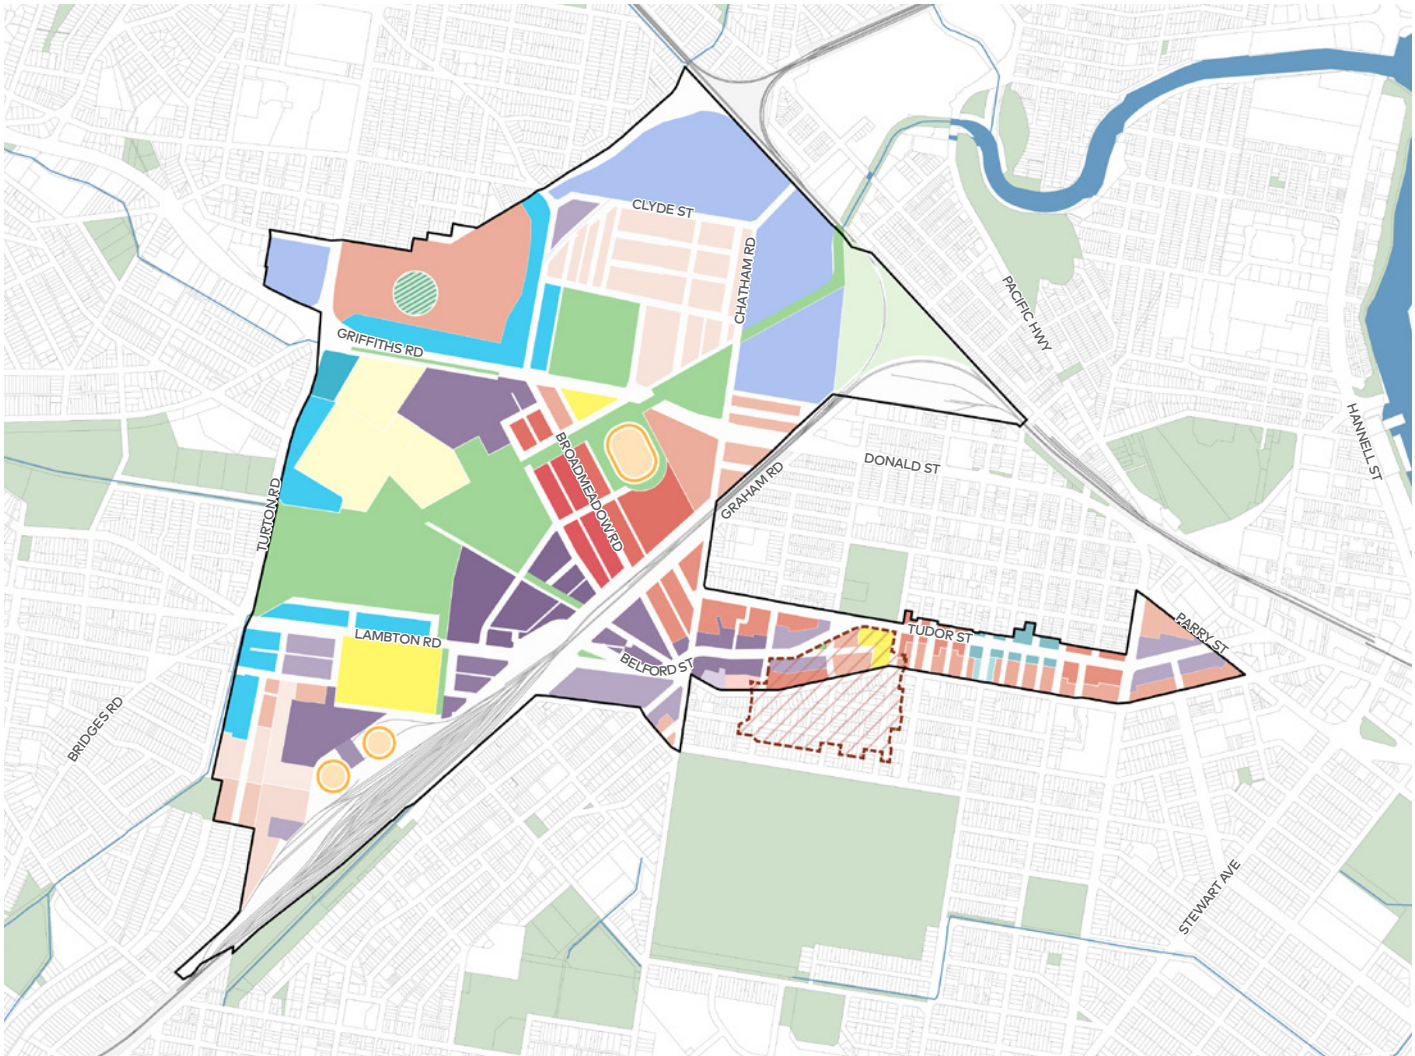 CLYDE ST
CHATHAM RD
PACIFIC HWY
GRIFFITHS RD
HANNELL ST
BROADMEADOW RD
DONALD ST
GRAHAM RD
TURTON RD
LAMBTON RD
TUDOR ST
PARRY ST
BELFORD ST
BRIDGES RD
STEWART AVE